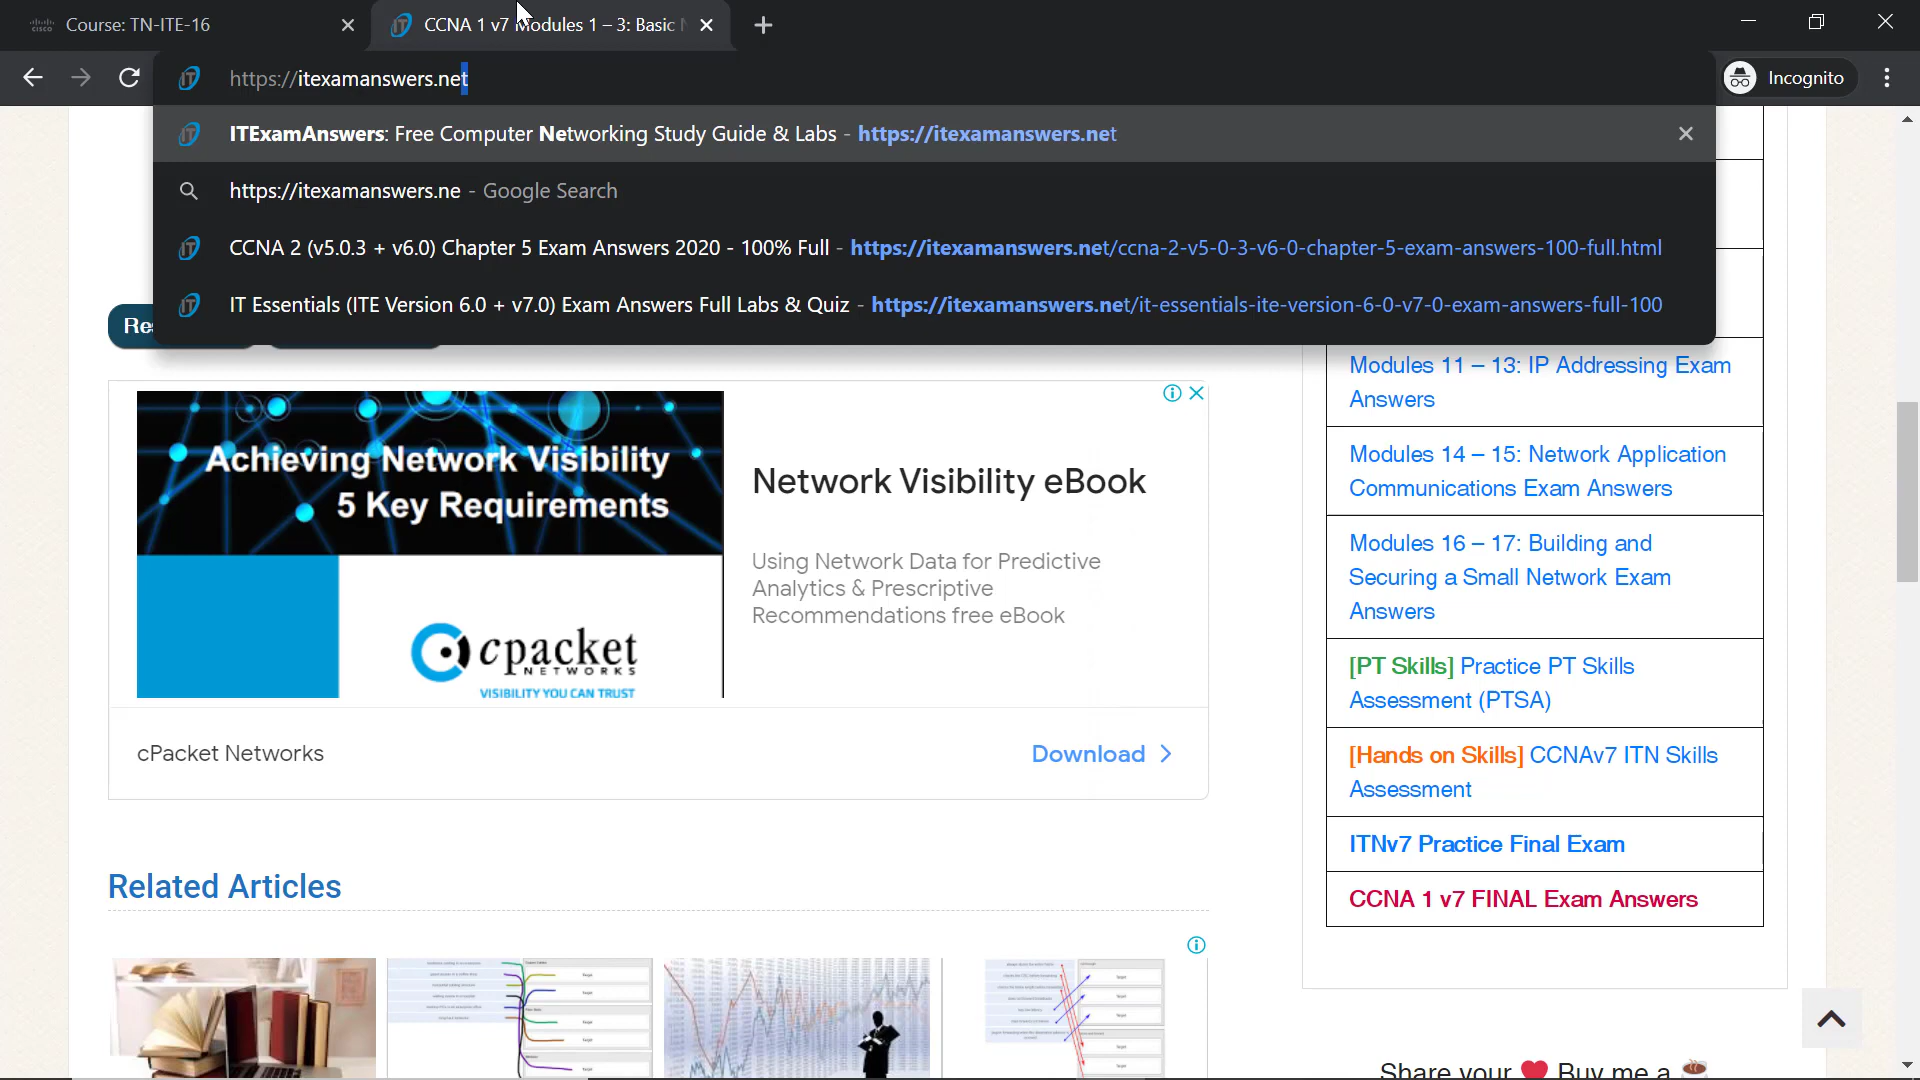 Course: TN-ITE-16
CCNA 1 v7 Modules 1 – 3: Basic
https://itexamanswers.net
Incognito
ITExamAnswers: Free Computer Networking Study Guide & Labs - https://itexamanswers.net
https://itexamanswers.ne - Google Search
CCNA 2 (v5.0.3 + v6.0) Chapter 5 Exam Answers 2020 - 100% Full - https://itexamanswers.net/ccna-2-v5-0-3-v6-0-chapter-5-exam-answers-100-full.html
IT Essentials (ITE Version 6.0 + v7.0) Exam Answers Full Labs & Quiz - https://itexamanswers.net/it-essentials-ite-version-6-0-v7-0-exam-answers-full-100
Achieving Network Visibility
5 Key Requirements
cpacket
NETWORKS
VISIBILITY YOU CAN TRUST
Network Visibility eBook
Using Network Data for Predictive
Analytics & Prescriptive
Recommendations free eBook
cPacket Networks
Download
Related Articles
Modules 11 – 13: IP Addressing Exam
Answers
Modules 14 – 15: Network Application
Communications Exam Answers
Modules 16 – 17: Building and
Securing a Small Network Exam
Answers
[PT Skills] Practice PT Skills
Assessment (PTSA)
[Hands on Skills] CCNAv7 ITN Skills
Assessment
ITNv7 Practice Final Exam
CCNA 1 v7 FINAL Exam Answers
Share your ❤ Buy me a ☕